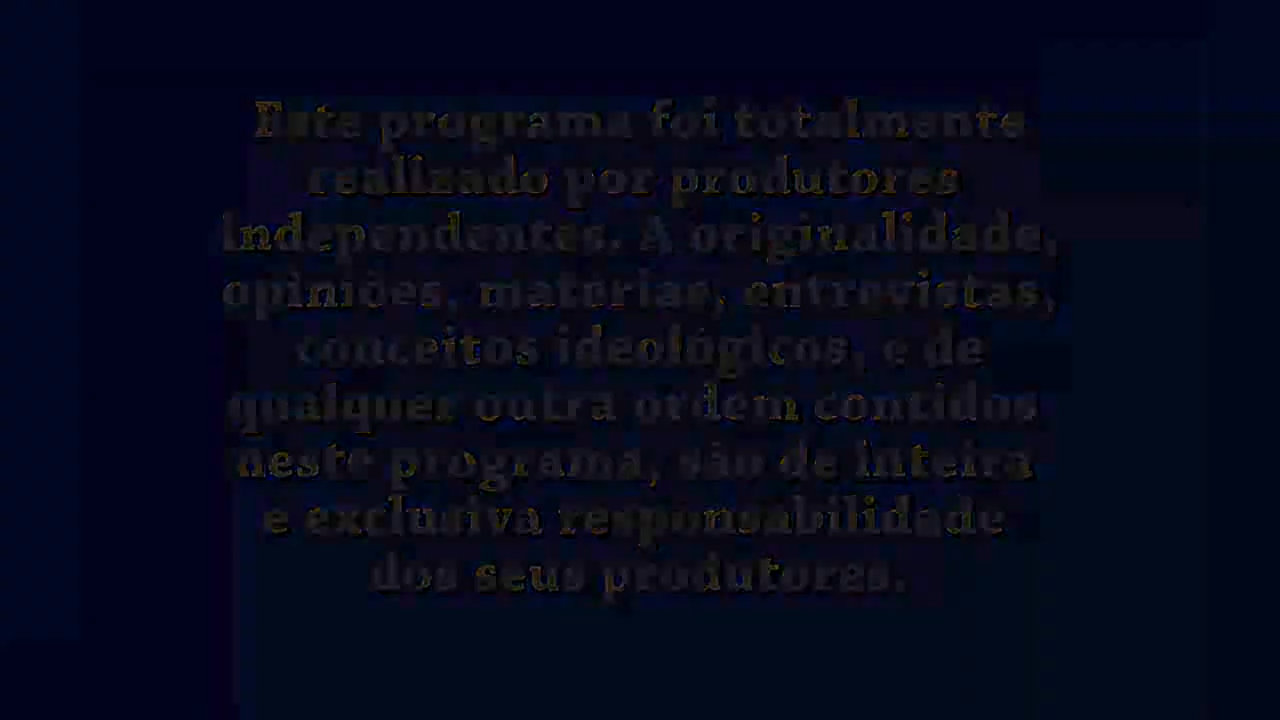 Este programa foi totalmente
realizado por produtores
independentes. A originalidade,
opiniões, matérias, entrevistas,
conceitos ideológicos, e de
qualquer outra ordem contidos
neste programa, são de inteira
e exclusiva responsabilidade
dos seus produtores.